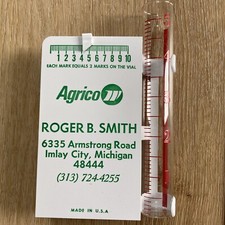 1 2 3 4 5 6 7 8 9 10
EACH MARK EQUALS 3 MARKS ON THE VIAL
Agrico
ROGER B. SMITH
6335 Armstrong Road
Imlay City, Michigan
48444
(313) 724-4255
MADE IN U.S.A